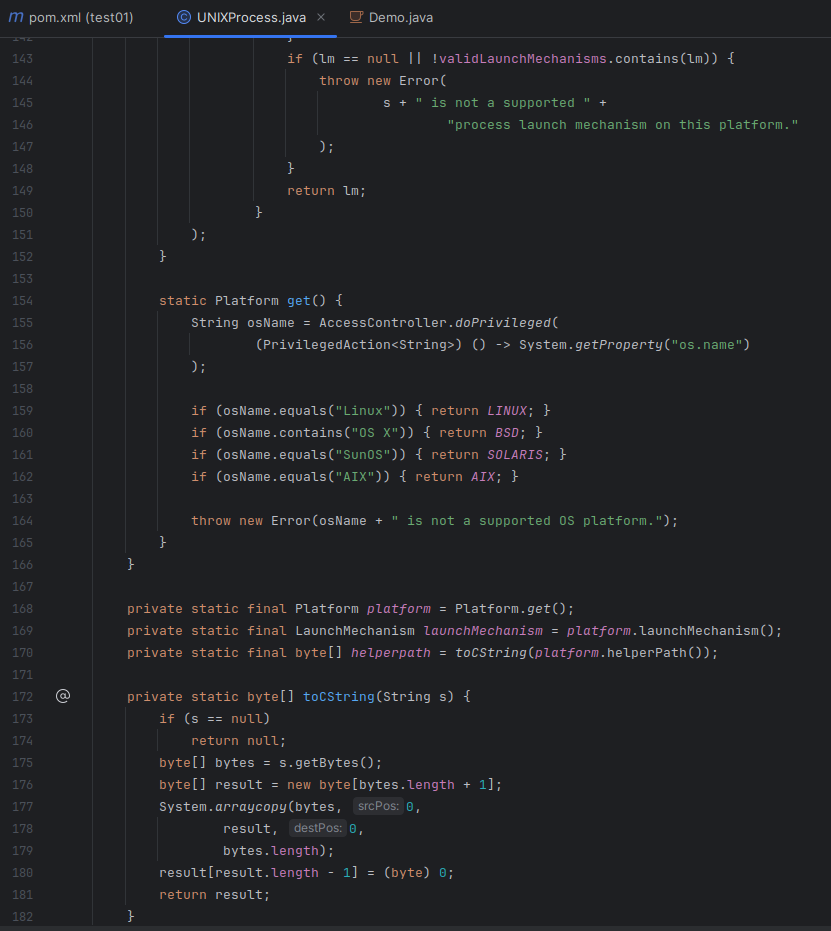 pom.xml (test01) UNIXProcess.java Demo.java
143 if (lm == null || !validLaunchMechanisms.contains(lm)) {
144 throw new Error(
145 s + " is not a supported " +
146 "process launch mechanism on this platform."
147 );
148 }
149 return lm;
150 }
151 );
152 }
153
154 static Platform get() {
155 String osName = AccessController.doPrivileged(
156 (PrivilegedAction<String>) () -> System.getProperty("os.name")
157 );
158
159 if (osName.equals("Linux")) { return LINUX; }
160 if (osName.contains("OS X")) { return BSD; }
161 if (osName.equals("SunOS")) { return SOLARIS; }
162 if (osName.equals("AIX")) { return AIX; }
163
164 throw new Error(osName + " is not a supported OS platform.");
165 }
166 }
167
168 private static final Platform platform = Platform.get();
169 private static final LaunchMechanism launchMechanism = platform.launchMechanism();
170 private static final byte[] helperpath = toCString(platform.helperPath());
171
172 private static byte[] toCString(String s) {
173 if (s == null)
174 return null;
175 byte[] bytes = s.getBytes();
176 byte[] result = new byte[bytes.length + 1];
177 System.arraycopy(bytes, srcPos: 0,
178 result, destPos: 0,
179 bytes.length);
180 result[result.length - 1] = (byte) 0;
181 return result;
182 }